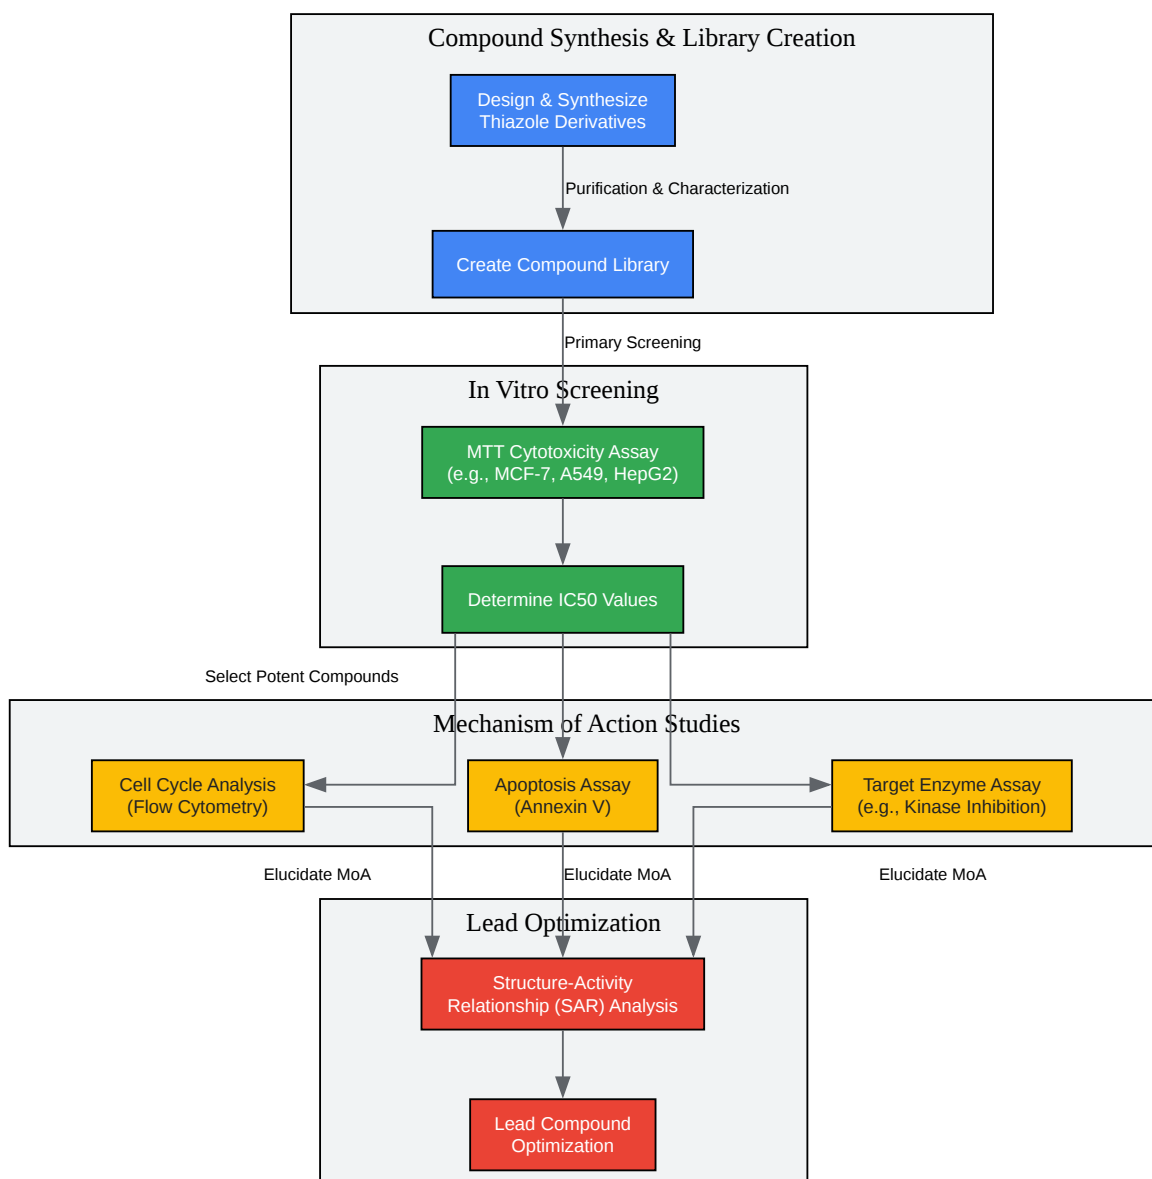 Compound Synthesis & Library Creation
Design & Synthesize
Thiazole Derivatives
Purification & Characterization
Create Compound Library
Primary Screening
In Vitro Screening
MTT Cytotoxicity Assay
(e.g., MCF-7, A549, HepG2)
Determine IC50 Values
Select Potent Compounds
Mechanism of Action Studies
Cell Cycle Analysis
(Flow Cytometry)
Apoptosis Assay
(Annexin V)
Target Enzyme Assay
(e.g., Kinase Inhibition)
Elucidate MoA
Elucidate MoA
Elucidate MoA
Lead Optimization
Structure-Activity
Relationship (SAR) Analysis
Lead Compound
Optimization